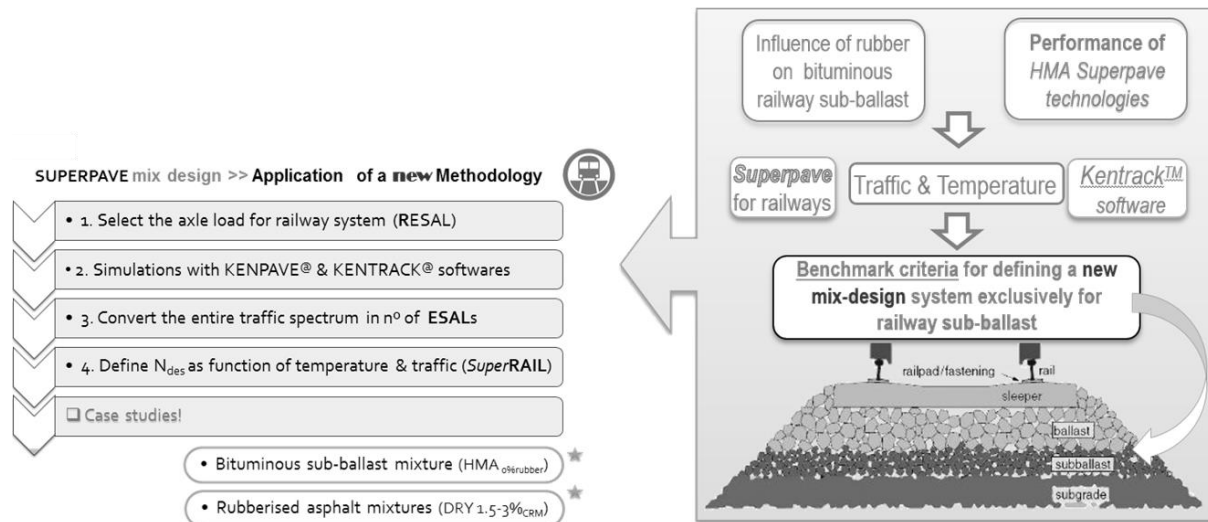 SUPERPAVE mix design >> Application of a new Methodology
• 1. Select the axle load for railway system (RESAL)
• 2. Simulations with KENPAVE@ & KENTRACK@ softwares
• 3. Convert the entire traffic spectrum in nº of ESALs
• 4. Define Ndes as function of temperature & traffic (SuperRAIL)
❑ Case studies!
• Bituminous sub-ballast mixture (HMA 0%rubber)
• Rubberised asphalt mixtures (DRY 1.5-3%CRM)
Influence of rubber
on bituminous
railway sub-ballast
Performance of
HMA Superpave
technologies
Superpave
for railways
Traffic & Temperature
Kentrack™
software
Benchmark criteria for defining a new
mix-design system exclusively for
railway sub-ballast
railpad/fastening
rail
sleeper
ballast
subballast
subgrade